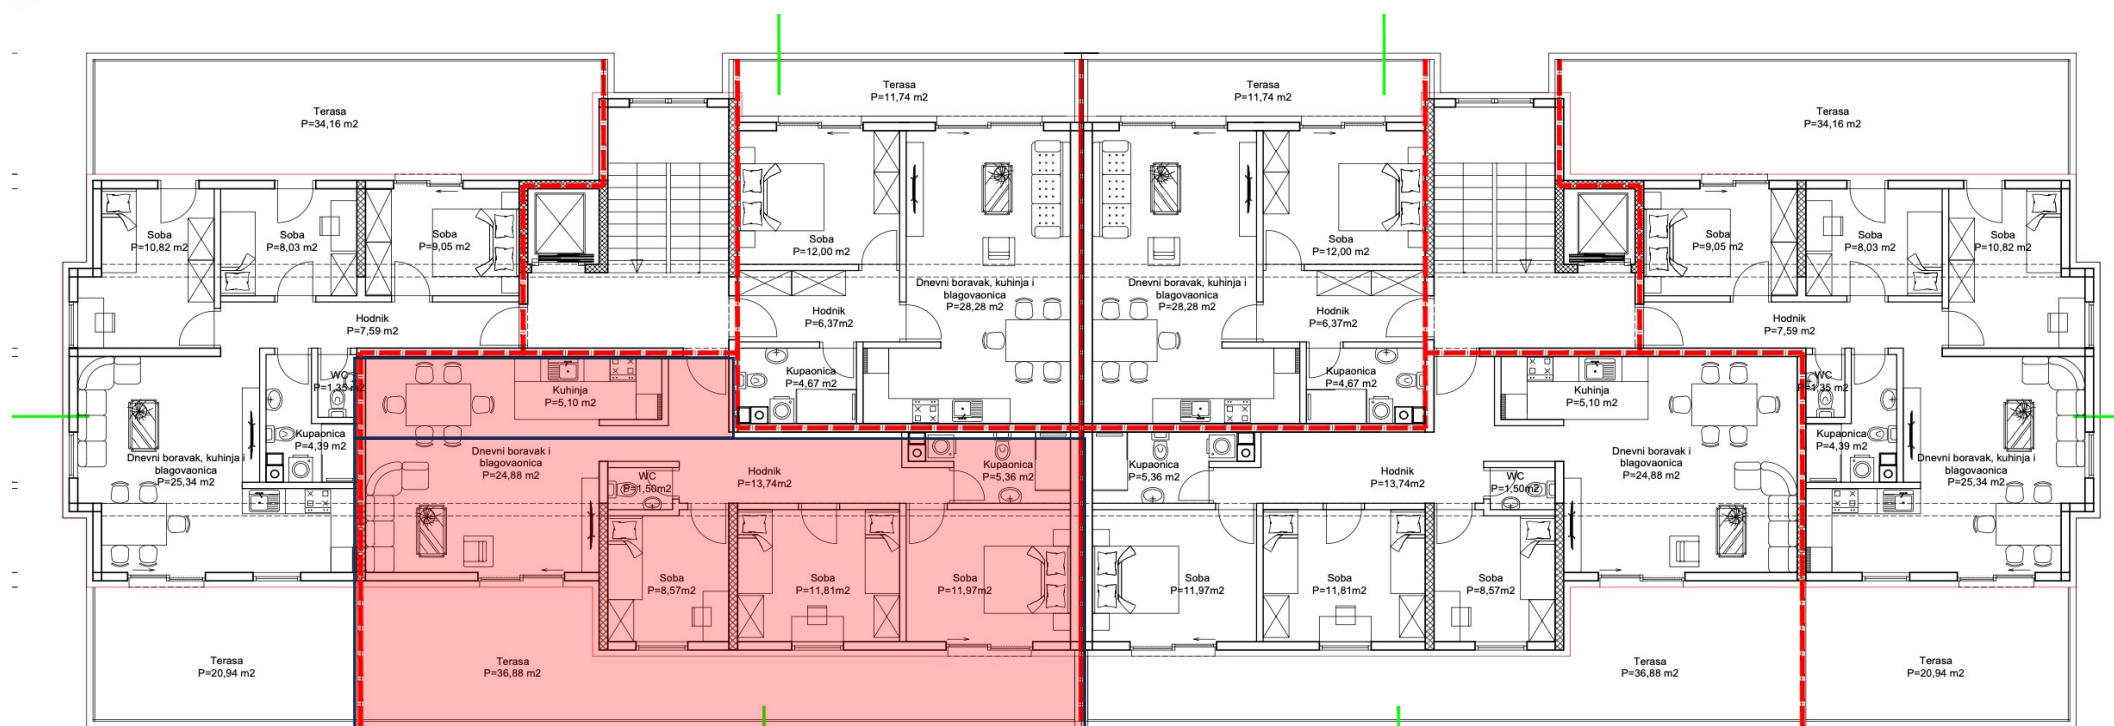 Terasa
P=34,16 m2
Terasa
P=11,74 m2
Terasa
P=11,74 m2
Terasa
P=34,16 m2
Soba
P=10,82 m2
Soba
P=8,03 m2
Soba
P=9,05 m2
Soba
P=12,00 m2
Soba
P=12,00 m2
Soba
P=9,05 m2
Soba
P=8,03 m2
Soba
P=10,82 m2
Dnevni boravak, kuhinja i
blagovaonica
P=28,28 m2
Dnevni boravak, kuhinja i
blagovaonica
P=28,28 m2
Hodnik
P=7,59 m2
Hodnik
P=6,37m2
Hodnik
P=6,37m2
Hodnik
P=7,59 m2
WC
P=1,35 m2
Kuhinja
P=5,10 m2
Kupaonica
P=4,67 m2
Kupaonica
P=4,67 m2
Kuhinja
P=5,10 m2
WC
P=1,35 m2
Kupaonica
P=4,39 m2
Kupaonica
P=4,39 m2
Dnevni boravak, kuhinja i
blagovaonica
P=25,34 m2
Dnevni boravak i
blagovaonica
P=24,88 m2
WC
P=1,50m2
Hodnik
P=13,74m2
Kupaonica
P=5,36 m2
Kupaonica
P=5,36 m2
Hodnik
P=13,74m2
WC
P=1,50m2
Dnevni boravak i
blagovaonica
P=24,88 m2
Dnevni boravak, kuhinja i
blagovaonica
P=25,34 m2
Soba
P=8,57m2
Soba
P=11,81m2
Soba
P=11,97m2
Soba
P=11,97m2
Soba
P=11,81m2
Soba
P=8,57m2
Terasa
P=20,94 m2
Terasa
P=36,88 m2
Terasa
P=36,88 m2
Terasa
P=20,94 m2